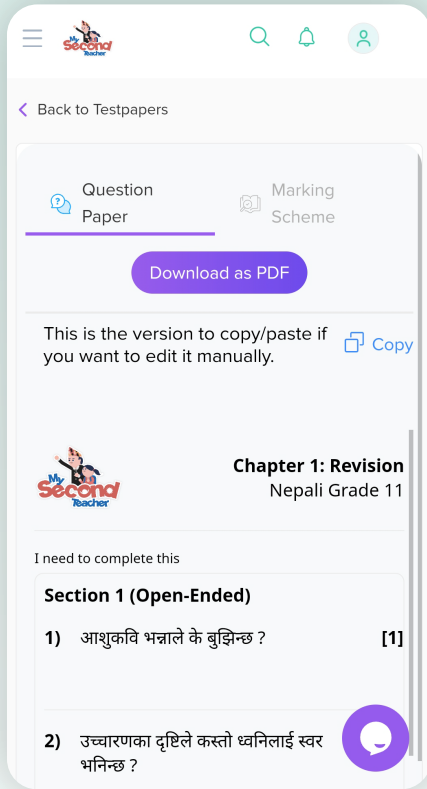 My
Second
Teacher
Back to Testpapers
Question
Paper
Marking
Scheme
Download as PDF
This is the version to copy/paste if
you want to edit it manually.
Copy
My
Second
Teacher
Chapter 1: Revision
Nepali Grade 11
I need to complete this
Section 1 (Open-Ended)
1) आशुकवि भन्नाले के बुझिन्छ ? [1]
2) उच्चारणका दृष्टिले कस्तो ध्वनिलाई स्वर
भनिन्छ ?